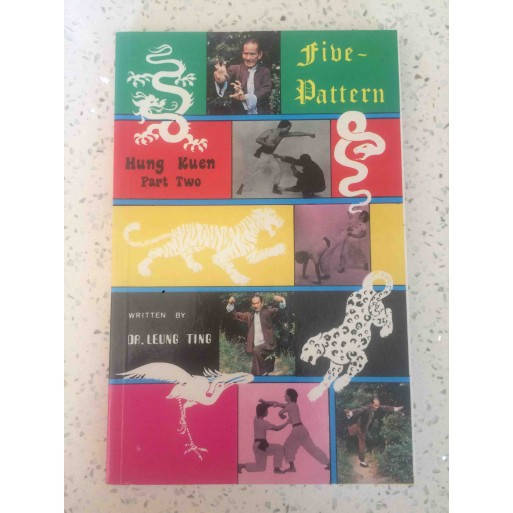 Five-
Pattern
Hung Kuen
Part Two
WRITTEN BY
DR. LEUNG TING